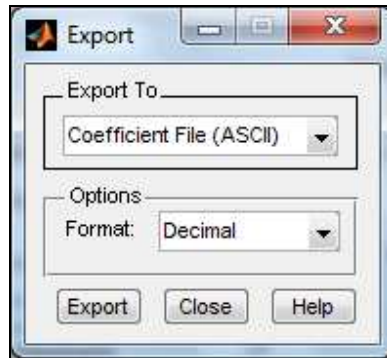 Export
Export To
Coefficient File (ASCII)
Options
Format: Decimal
Export Close Help